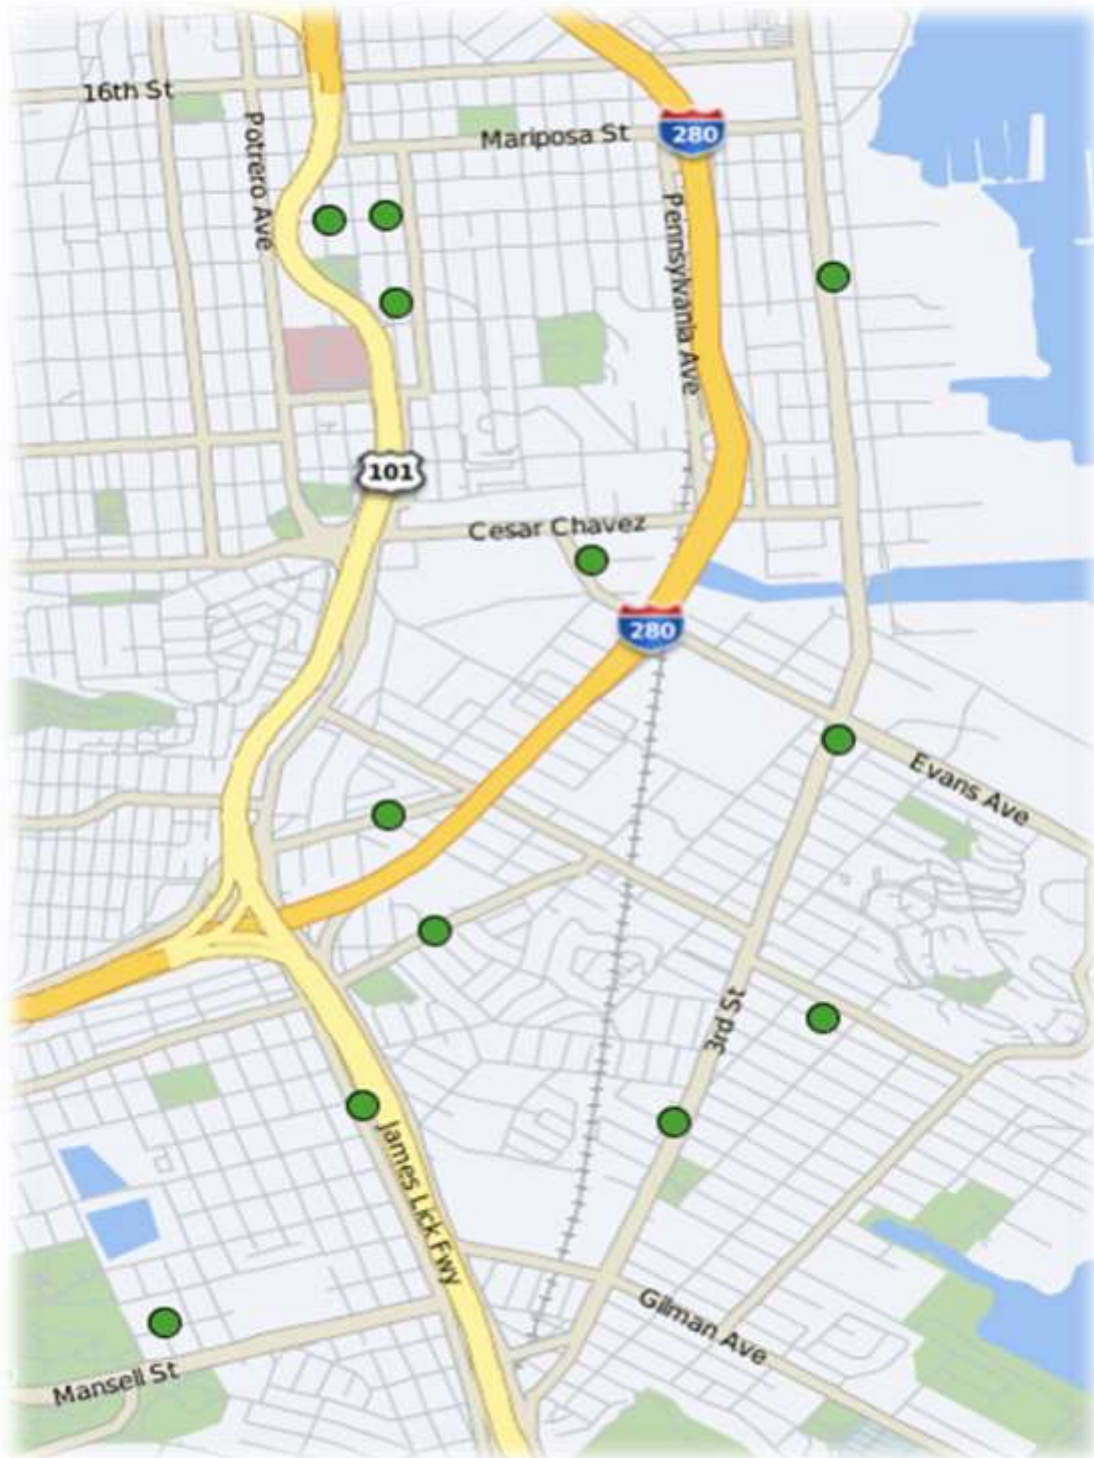 16th St
Potrero Ave
Mariposa St
280
Pennsylvania Ave
101
Cesar Chavez
280
Evans Ave
3rd St
James Lick Fwy
Gilman Ave
Mansell St